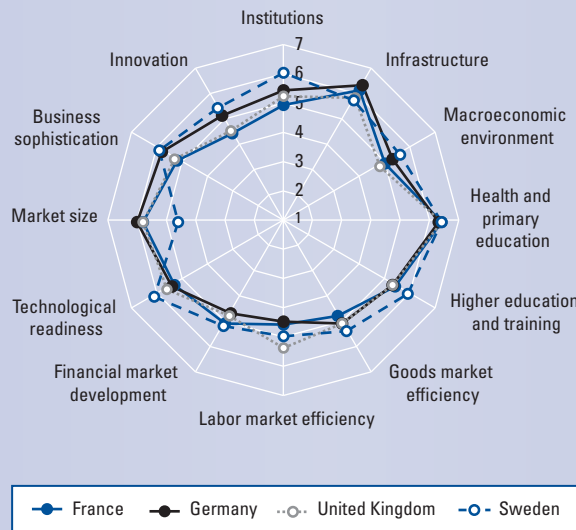 Institutions
7
6
5
4
3
2
1
Infrastructure
Macroeconomic
environment
Health and
primary
education
Higher education
and training
Goods market
efficiency
Labor market efficiency
Financial market
development
Technological
readiness
Market size
Business
sophistication
Innovation
France Germany United Kingdom Sweden